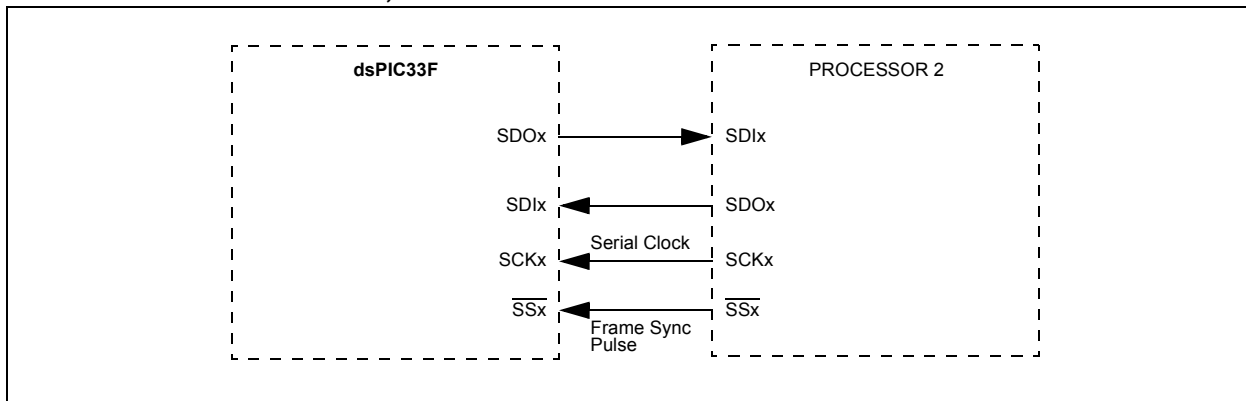 dsPIC33F PROCESSOR 2
SDOx SDIx
SDIx SDOx
Serial Clock
SCKx SCKx
SSx SSx
Frame Sync
Pulse